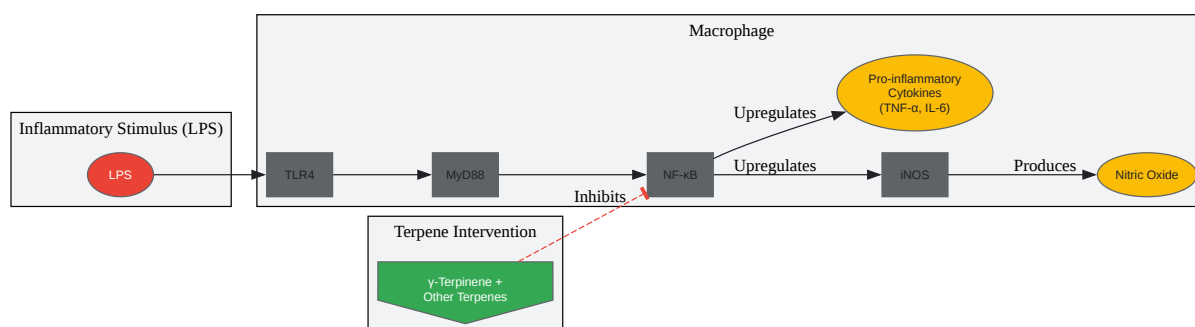 Macrophage
Pro-inflammatory
Cytokines
(TNF-α, IL-6)
Upregulates
Inflammatory Stimulus (LPS)
LPS
TLR4
MyD88
NF-κB
Upregulates
iNOS
Produces
Nitric Oxide
Inhibits
Terpene Intervention
γ-Terpinene +
Other Terpenes